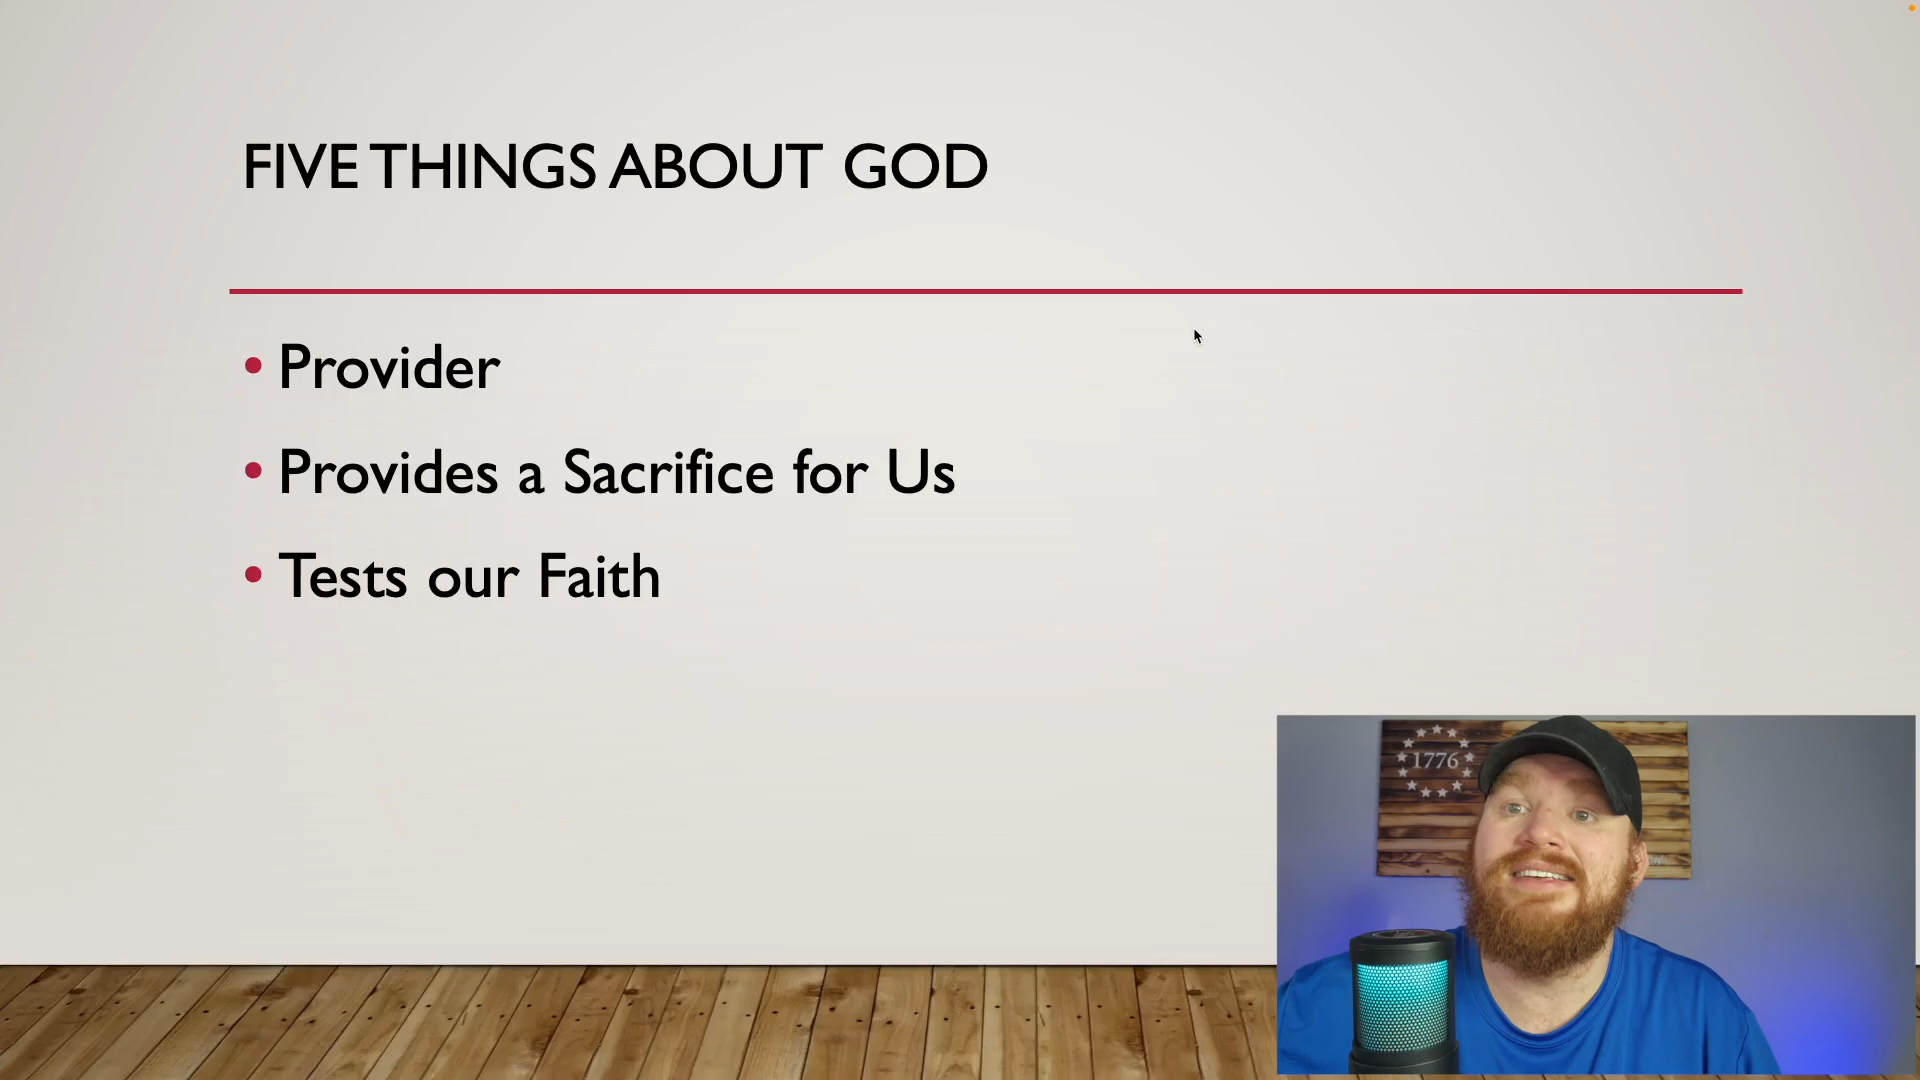 FIVE THINGS ABOUT GOD
• Provider
• Provides a Sacrifice for Us
• Tests our Faith
1776